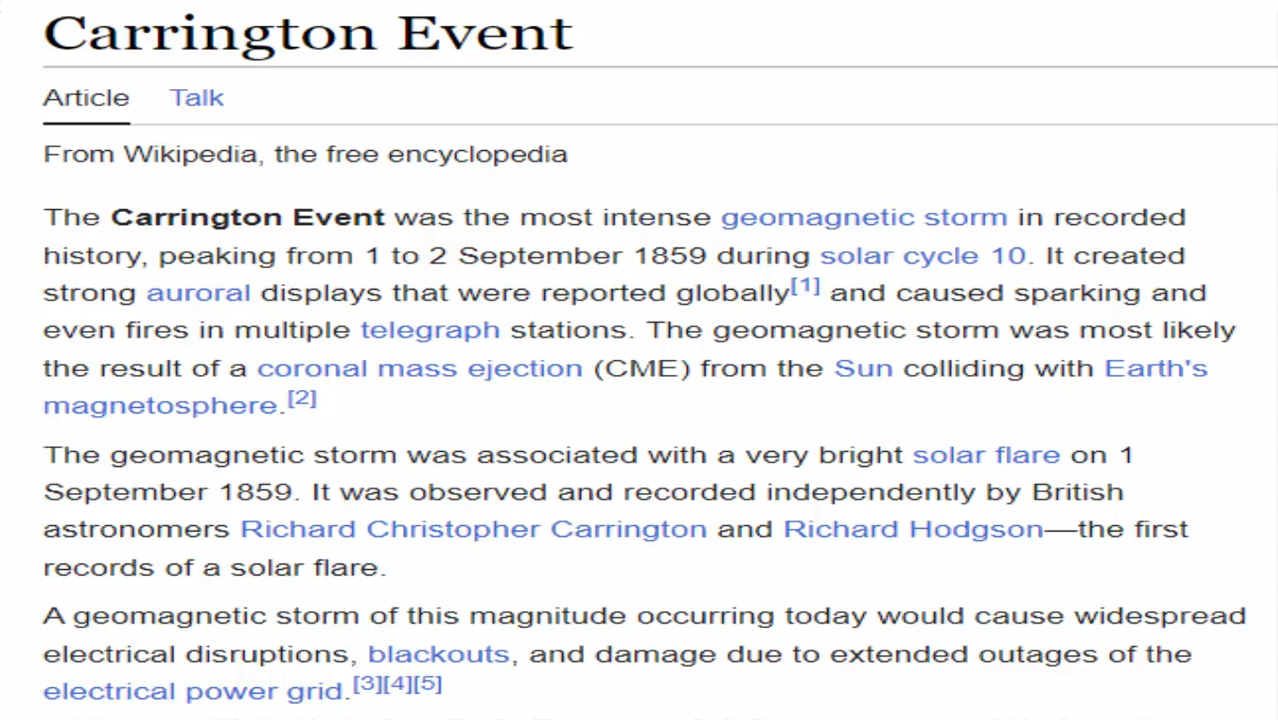 Carrington Event
Article Talk
From Wikipedia, the free encyclopedia
The Carrington Event was the most intense geomagnetic storm in recorded
history, peaking from 1 to 2 September 1859 during solar cycle 10. It created
strong auroral displays that were reported globally[1] and caused sparking and
even fires in multiple telegraph stations. The geomagnetic storm was most likely
the result of a coronal mass ejection (CME) from the Sun colliding with Earth's
magnetosphere.[2]
The geomagnetic storm was associated with a very bright solar flare on 1
September 1859. It was observed and recorded independently by British
astronomers Richard Christopher Carrington and Richard Hodgson—the first
records of a solar flare.
A geomagnetic storm of this magnitude occurring today would cause widespread
electrical disruptions, blackouts, and damage due to extended outages of the
electrical power grid.[3][4][5]